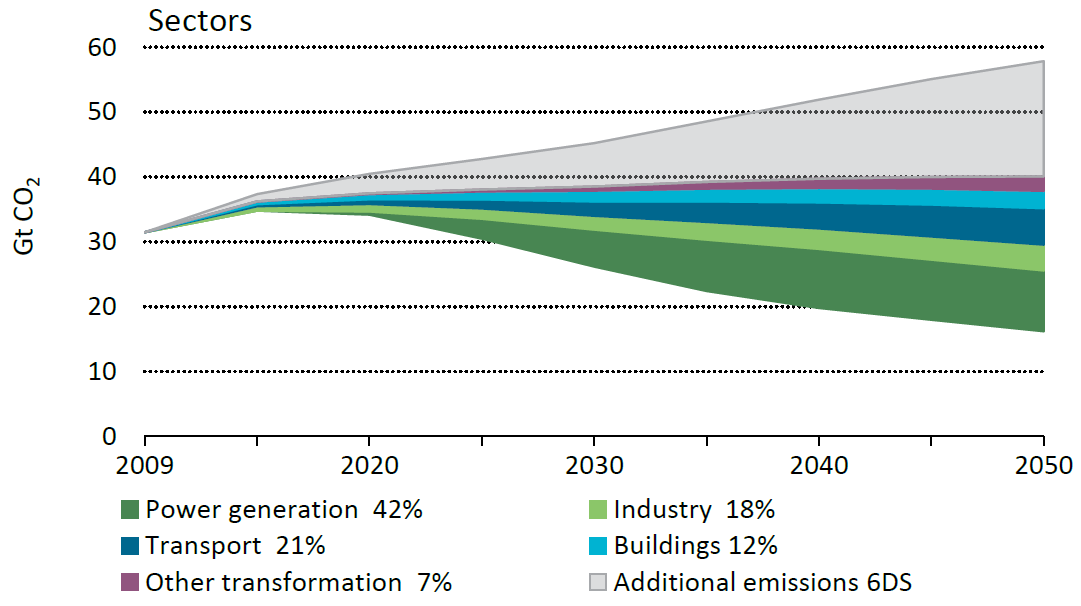 Sectors
60
50
40
30
20
10
0
Gt CO₂
2009 2020 2030 2040 2050
Power generation 42% Industry 18%
Transport 21% Buildings 12%
Other transformation 7% Additional emissions 6DS